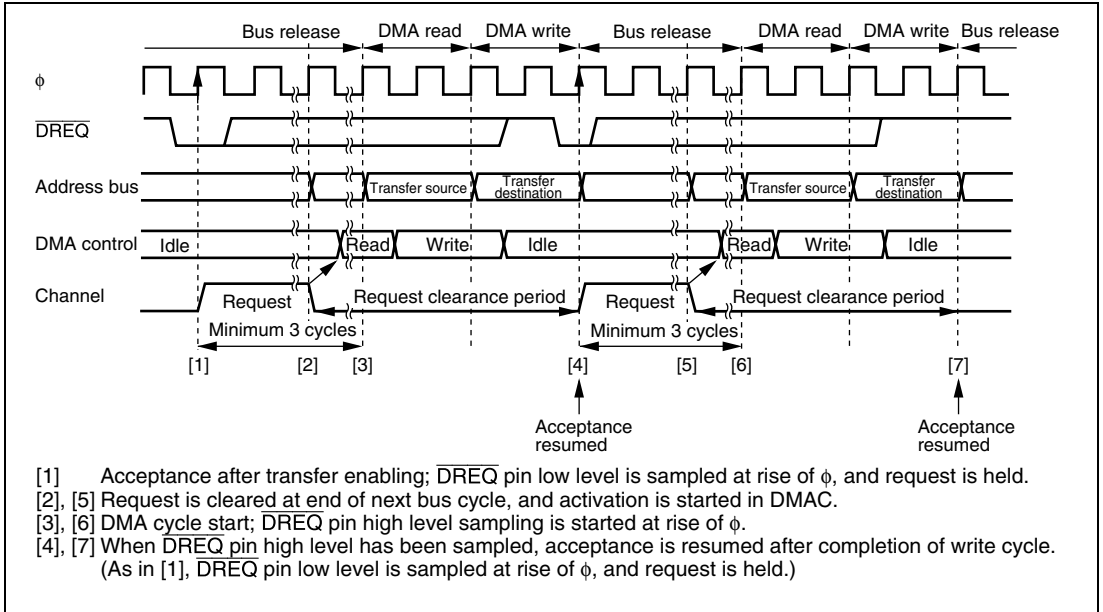 Bus release DMA read DMA write Bus release DMA read DMA write Bus release
ϕ
D̅R̅E̅Q̅
Address bus Transfer source Transfer destination Transfer source Transfer destination
DMA control Idle Read Write Idle Read Write Idle
Channel Request Request clearance period Request Request clearance period
Minimum 3 cycles Minimum 3 cycles
[1] [2] [3] [4] [5] [6] [7]
Acceptance resumed Acceptance resumed
[1] Acceptance after transfer enabling; D̅R̅E̅Q̅ pin low level is sampled at rise of ϕ, and request is held.
[2], [5] Request is cleared at end of next bus cycle, and activation is started in DMAC.
[3], [6] DMA cycle start; D̅R̅E̅Q̅ pin high level sampling is started at rise of ϕ.
[4], [7] When D̅R̅E̅Q̅ pin high level has been sampled, acceptance is resumed after completion of write cycle.
(As in [1], D̅R̅E̅Q̅ pin low level is sampled at rise of ϕ, and request is held.)